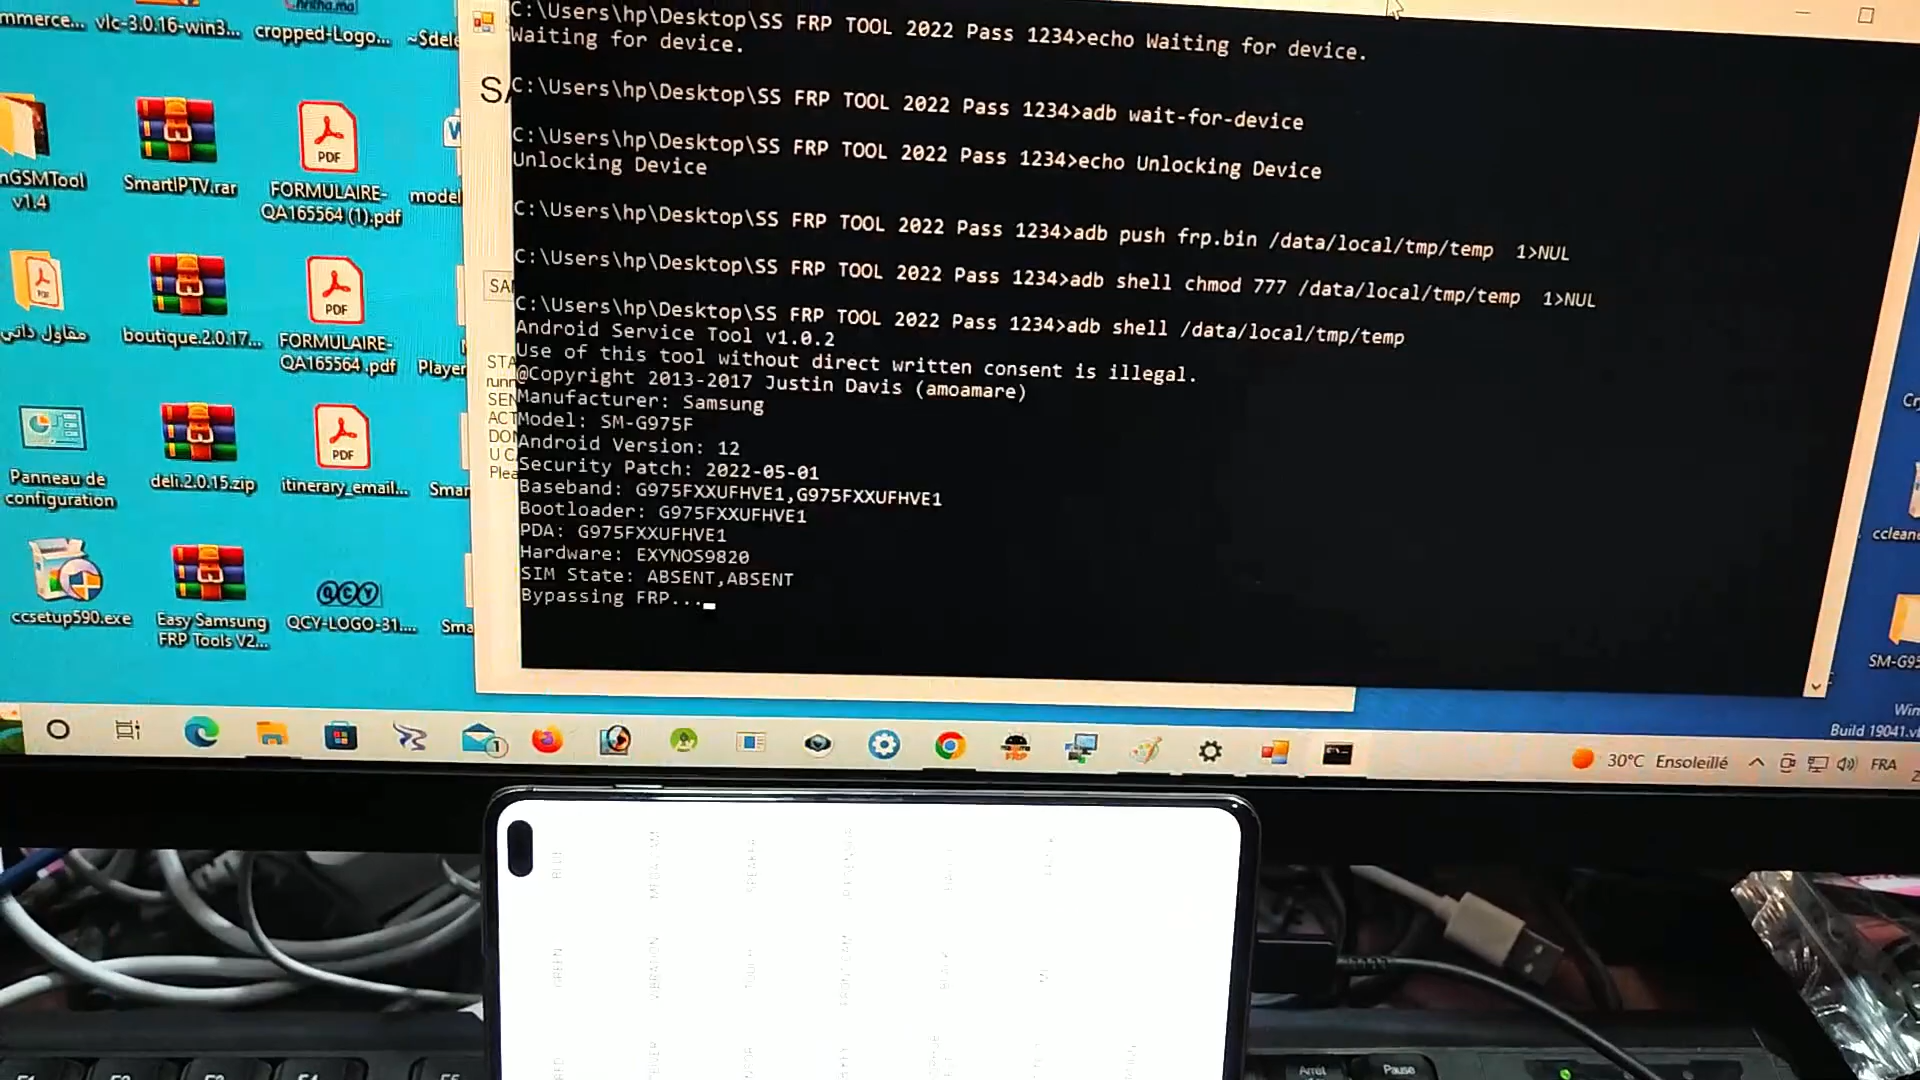 vlc-3.0.16-win3...
cropped-Logo...
nGSMTool
v1.4
SmartIPTV.rar
FORMULAIRE-
QA165564 (1).pdf
مقاول ذاتي
boutique.2.0.17...
FORMULAIRE-
QA165564 .pdf
Player
Panneau de
configuration
deli.2.0.15.zip
itinerary_email...
ccsetup590.exe
Easy Samsung
FRP Tools V2...
QCY-LOGO-31....
C:\Users\hp\Desktop\SS FRP TOOL 2022 Pass 1234>echo Waiting for device.
Waiting for device.
C:\Users\hp\Desktop\SS FRP TOOL 2022 Pass 1234>adb wait-for-device
C:\Users\hp\Desktop\SS FRP TOOL 2022 Pass 1234>echo Unlocking Device
Unlocking Device
C:\Users\hp\Desktop\SS FRP TOOL 2022 Pass 1234>adb push frp.bin /data/local/tmp/temp  1>NUL
C:\Users\hp\Desktop\SS FRP TOOL 2022 Pass 1234>adb shell chmod 777 /data/local/tmp/temp  1>NUL
C:\Users\hp\Desktop\SS FRP TOOL 2022 Pass 1234>adb shell /data/local/tmp/temp
Android Service Tool v1.0.2
Use of this tool without direct written consent is illegal.
@Copyright 2013-2017 Justin Davis (amoamare)
Manufacturer: Samsung
Model: SM-G975F
Android Version: 12
Security Patch: 2022-05-01
Baseband: G975FXXUFHVE1,G975FXXUFHVE1
Bootloader: G975FXXUFHVE1
PDA: G975FXXUFHVE1
Hardware: EXYNOS9820
SIM State: ABSENT,ABSENT
Bypassing FRP...
Build 19041.v
30°C Ensoleillé
FRA
Arrêt
Pause